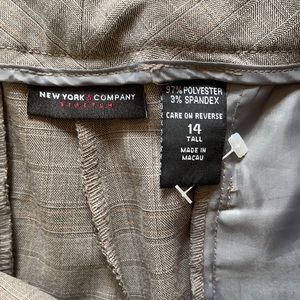 NEW YORK & COMPANY
STRETCH
97% POLYESTER
3% SPANDEX
CARE ON REVERSE
14
TALL
MADE IN
MACAU